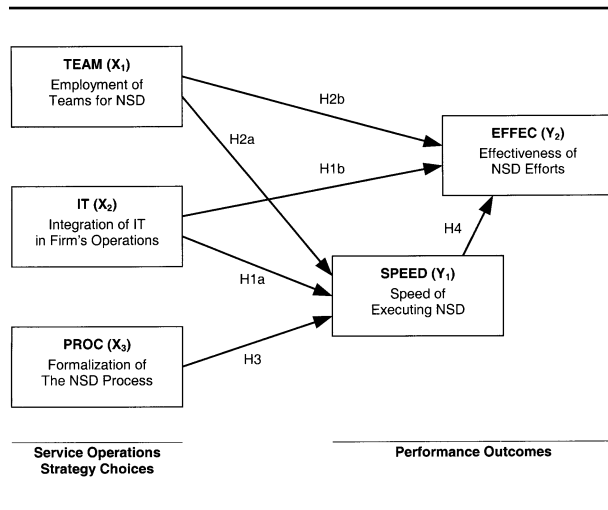 TEAM (X₁)
Employment of
Teams for NSD
H2b
H2a
EFFEC (Y₂)
Effectiveness of
NSD Efforts
H1b
IT (X₂)
Integration of IT
in Firm's Operations
H4
H1a
SPEED (Y₁)
Speed of
Executing NSD
PROC (X₃)
Formalization of
The NSD Process
H3
Service Operations
Strategy Choices
Performance Outcomes